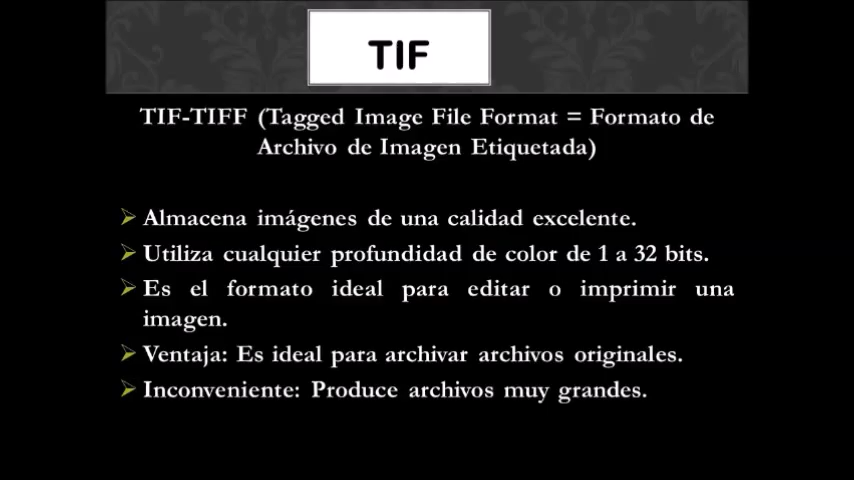 TIF
TIF-TIFF (Tagged Image File Format = Formato de
Archivo de Imagen Etiquetada)
Almacena imágenes de una calidad excelente.
Utiliza cualquier profundidad de color de 1 a 32 bits.
Es el formato ideal para editar o imprimir una
imagen.
Ventaja: Es ideal para archivar archivos originales.
Inconveniente: Produce archivos muy grandes.